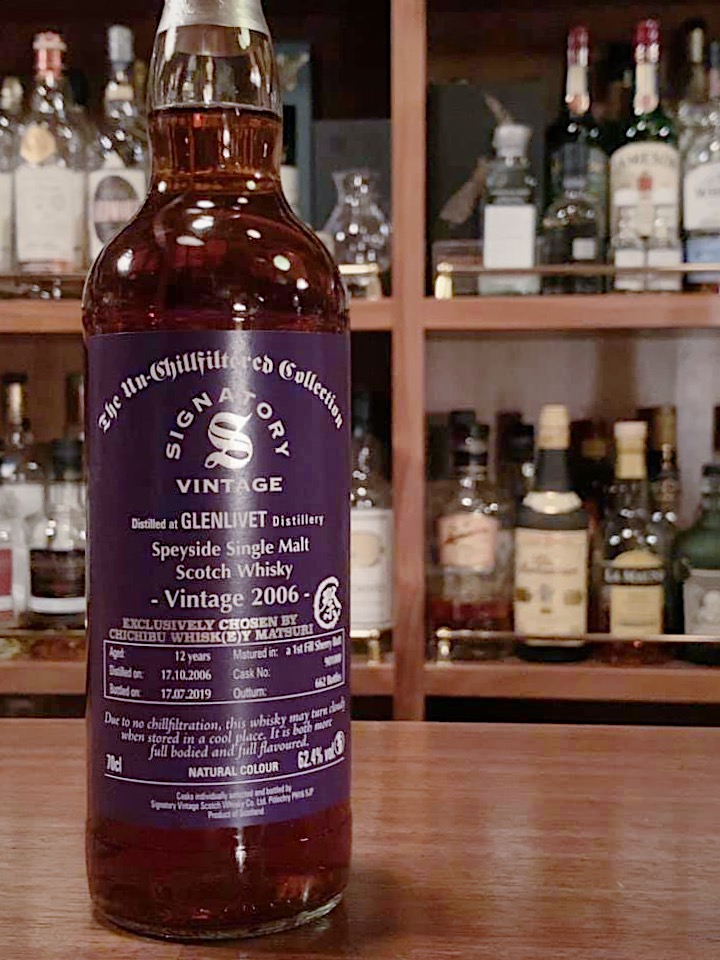 The Un-Chillfiltered Collection
SIGNATORY
S
VINTAGE
Distilled at GLENLIVET Distillery
Speyside Single Malt
Scotch Whisky
- Vintage 2006 -
EXCLUSIVELY CHOSEN BY
CHICHIBU WHISK(E)Y MATSURI
Aged: 12 years Matured in: a 1st Fill Sherry Butt
Distilled on: 17.10.2006 Cask No:
Bottled on: 17.07.2019 Outturn: 662 Bottles
Due to no chillfiltration, this whisky may turn cloudy
when stored in a cool place. It is both more
full bodied and full flavoured.
70cl NATURAL COLOUR 62.4% vol
Casks individually selected and bottled by
Signatory Vintage Scotch Whisky Co. Ltd. Pitlochry PH16 5JP
Product of Scotland
JAMESON